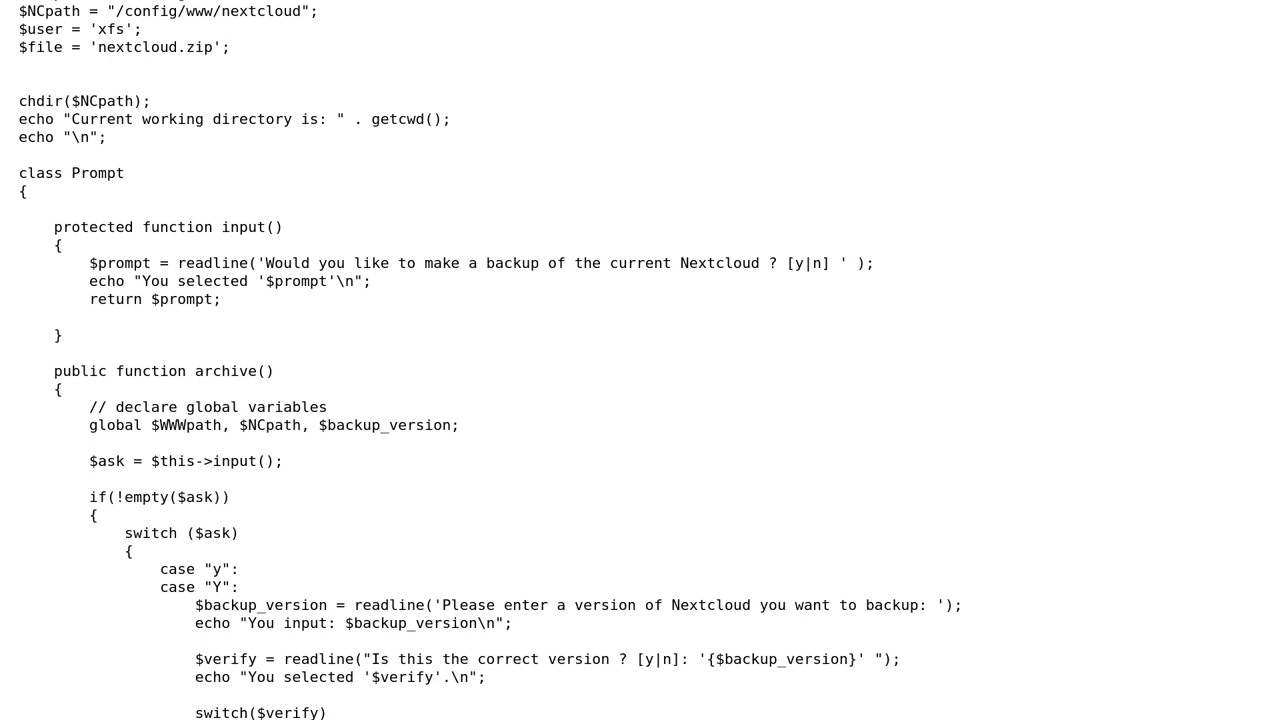 $NCpath = "/config/www/nextcloud";
$user = 'xfs';
$file = 'nextcloud.zip';
chdir($NCpath);
echo "Current working directory is: " . getcwd();
echo "\n";
class Prompt
{
protected function input()
{
$prompt = readline('Would you like to make a backup of the current Nextcloud ? [y|n] ' );
echo "You selected '$prompt'\n";
return $prompt;
}
public function archive()
{
// declare global variables
global $WWWpath, $NCpath, $backup_version;
$ask = $this->input();
if(!empty($ask))
{
switch ($ask)
{
case "y":
case "Y":
$backup_version = readline('Please enter a version of Nextcloud you want to backup: ');
echo "You input: $backup_version\n";
$verify = readline("Is this the correct version ? [y|n]: '{$backup_version}' ");
echo "You selected '$verify'.\n";
switch($verify)